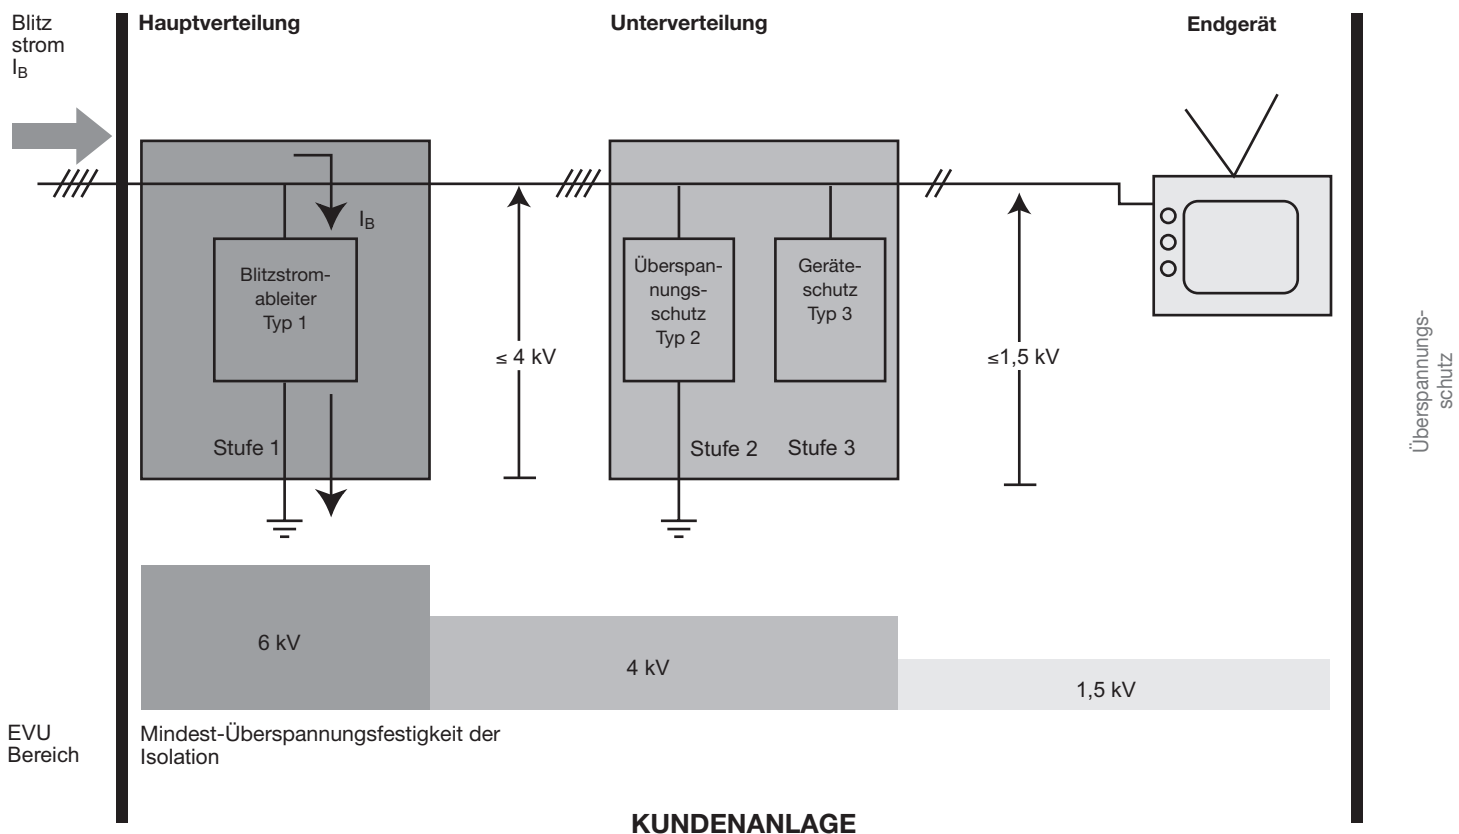 Blitz
strom
I_B
Hauptverteilung
Unterverteilung
Endgerät
I_B
Blitzstrom-
ableiter
Typ 1
Stufe 1
≤ 4 kV
Überspan-
nungs-
schutz
Typ 2
Geräte-
schutz
Typ 3
Stufe 2
Stufe 3
≤1,5 kV
Überspannungs-
schutz
6 kV
4 kV
1,5 kV
EVU
Bereich
Mindest-Überspannungsfestigkeit der
Isolation
KUNDENANLAGE